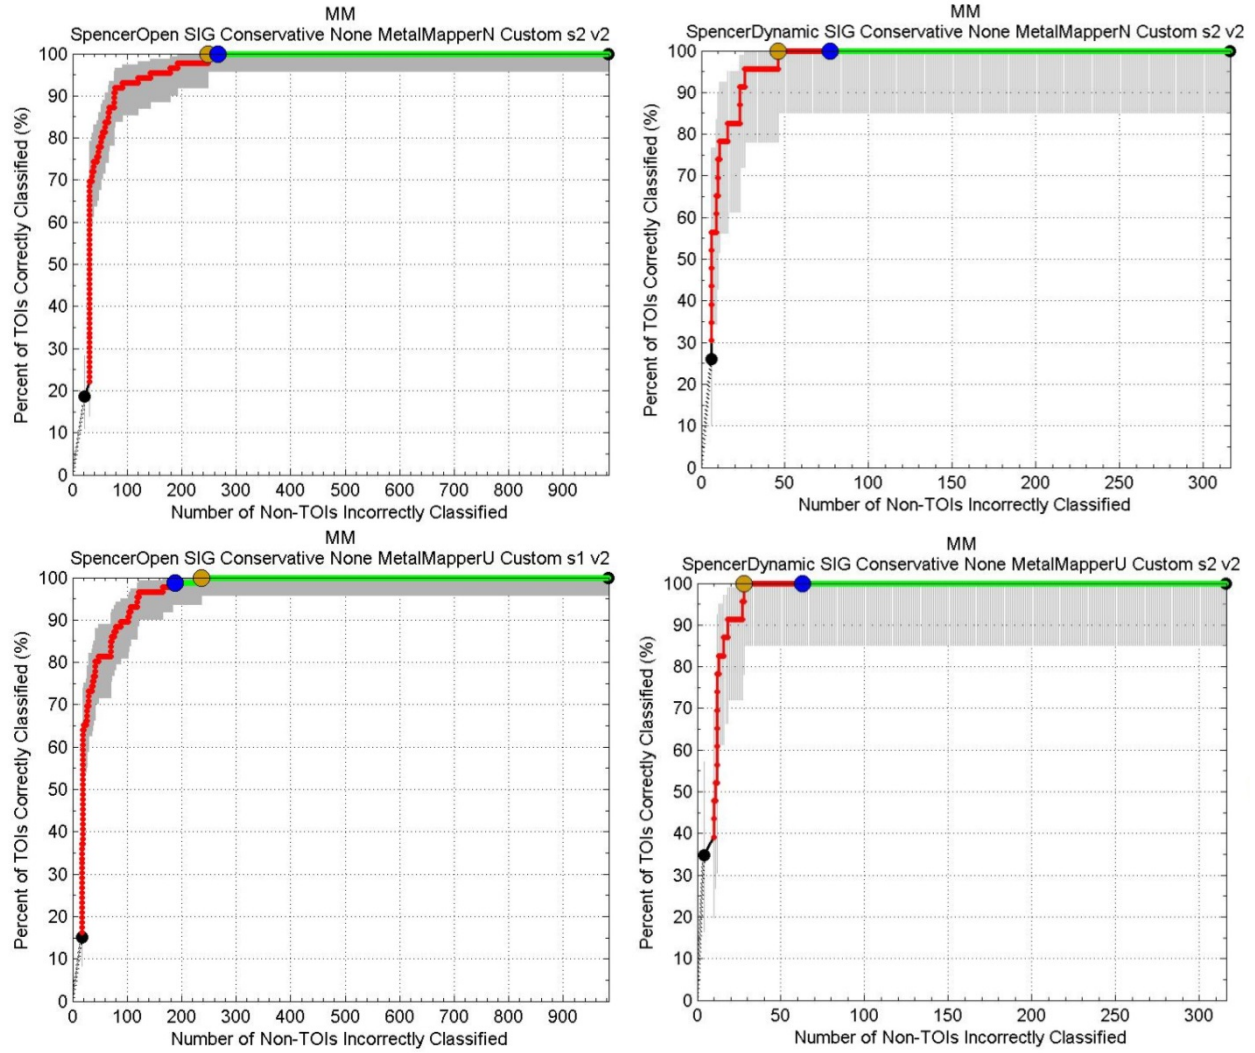 MM
SpencerOpen SIG Conservative None MetalMapperN Custom s2 v2
Percent of TOIs Correctly Classified (%)
100
90
80
70
60
50
40
30
20
10
0
0 100 200 300 400 500 600 700 800 900
Number of Non-TOIs Incorrectly Classified
MM
SpencerDynamic SIG Conservative None MetalMapperN Custom s2 v2
Percent of TOIs Correctly Classified (%)
100
90
80
70
60
50
40
30
20
10
0
0 50 100 150 200 250 300
Number of Non-TOIs Incorrectly Classified
MM
SpencerOpen SIG Conservative None MetalMapperU Custom s1 v2
Percent of TOIs Correctly Classified (%)
100
90
80
70
60
50
40
30
20
10
0
0 100 200 300 400 500 600 700 800 900
Number of Non-TOIs Incorrectly Classified
MM
SpencerDynamic SIG Conservative None MetalMapperU Custom s2 v2
Percent of TOIs Correctly Classified (%)
100
90
80
70
60
50
40
30
20
10
0
0 50 100 150 200 250 300
Number of Non-TOIs Incorrectly Classified